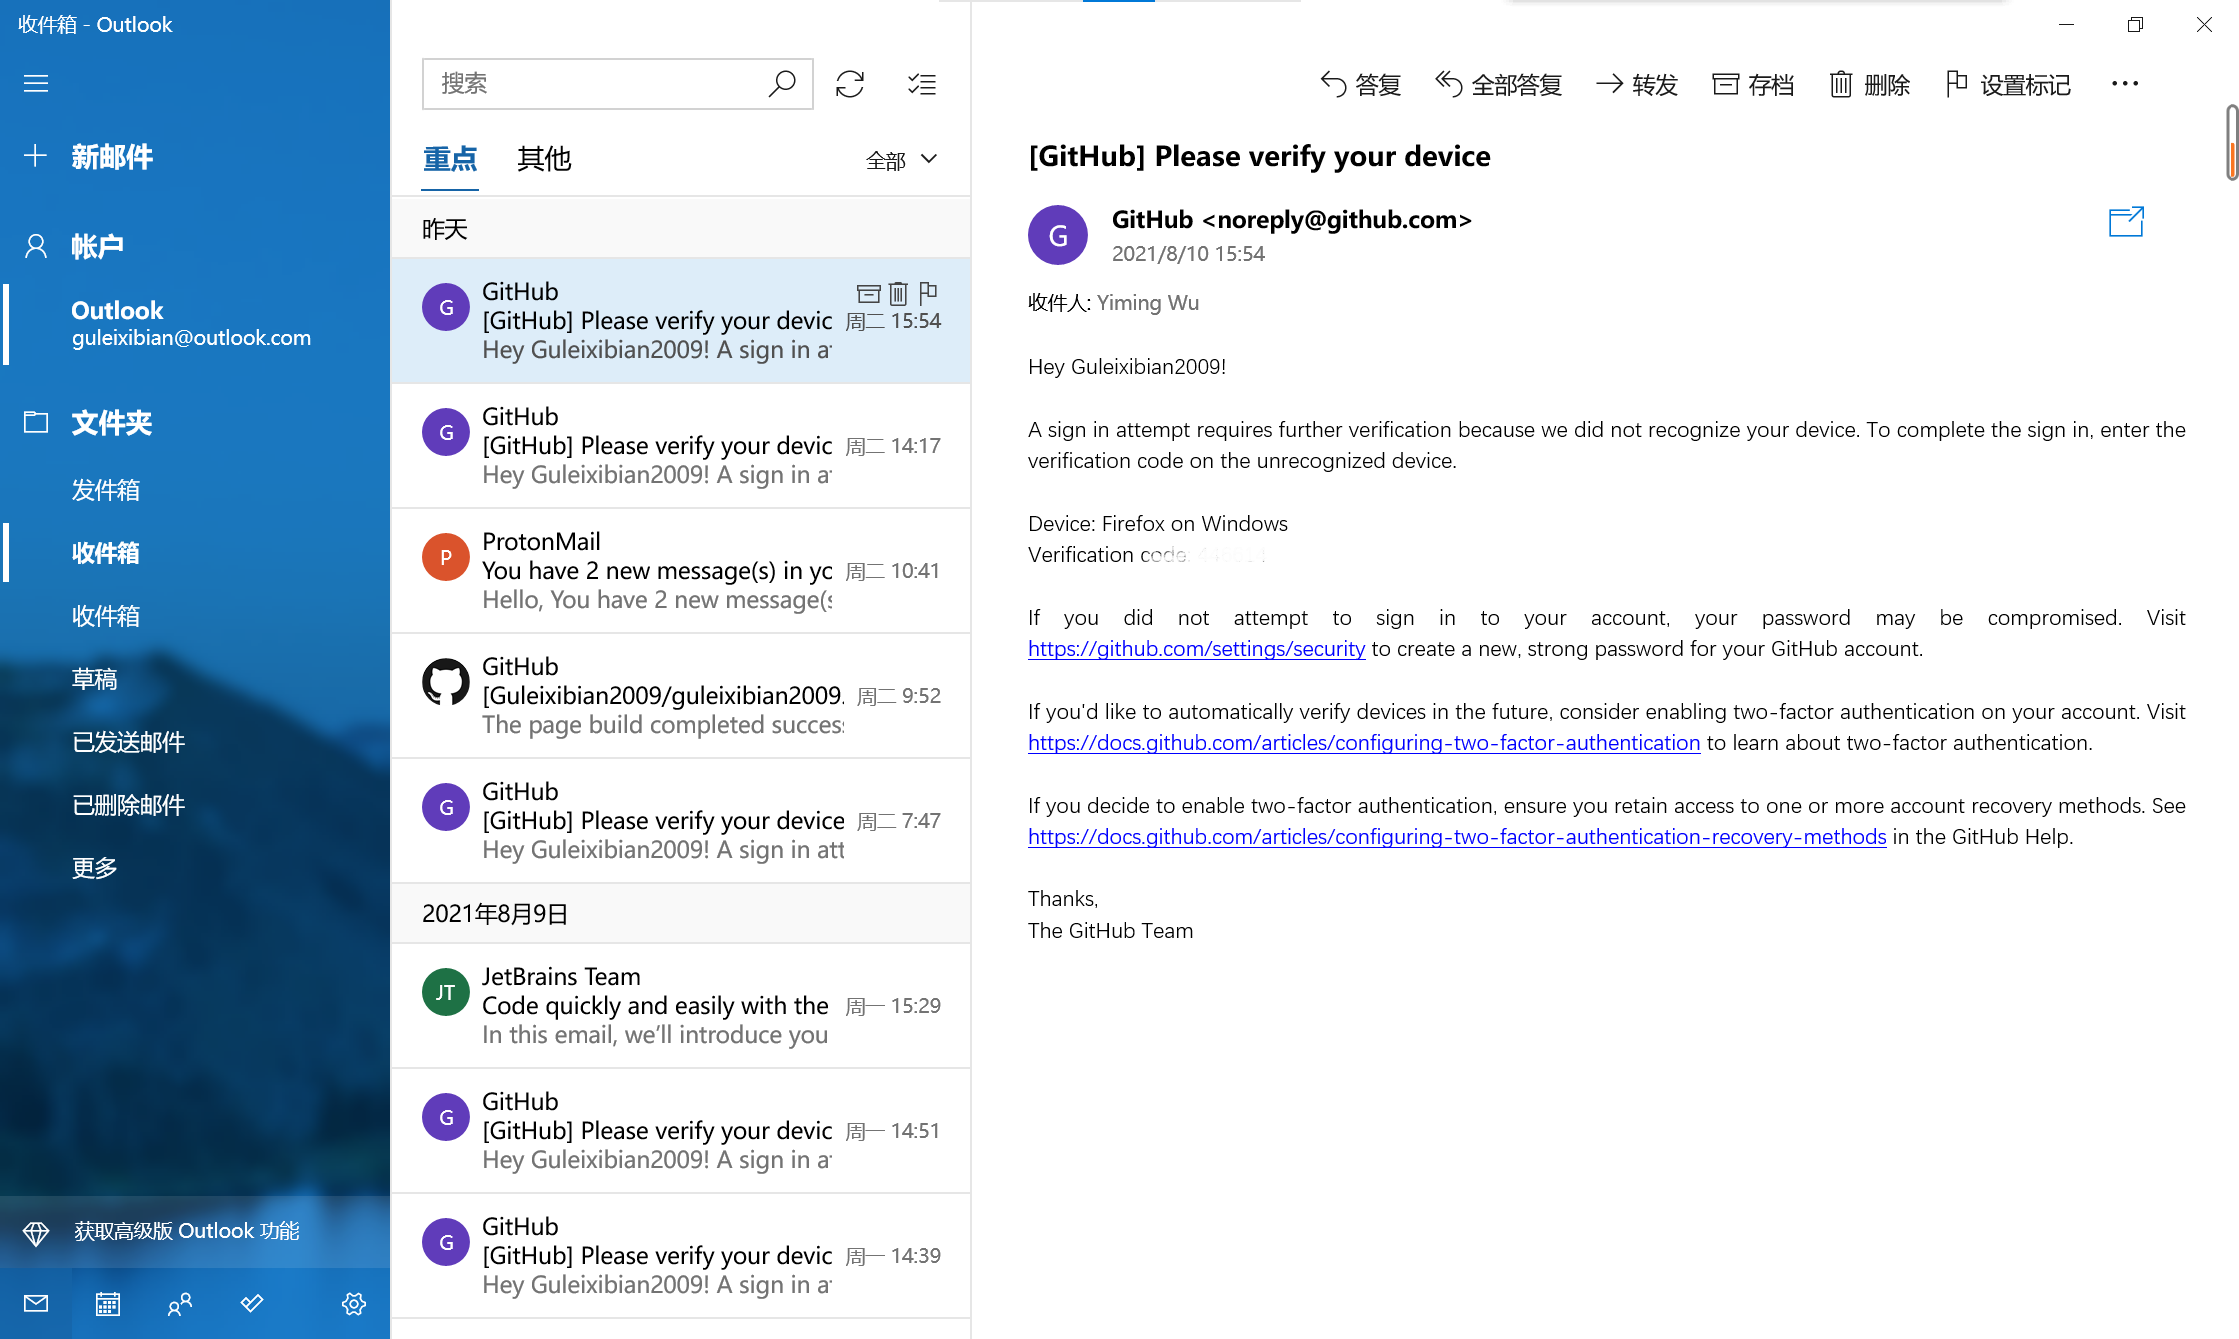 收件箱 - Outlook
新邮件
帐户
Outlook
guleixibian@outlook.com
文件夹
发件箱
收件箱
收件箱
草稿
已发送邮件
已删除邮件
更多
获取高级版 Outlook 功能
搜索
重点 其他 全部
昨天
G
GitHub
[GitHub] Please verify your devic 周二 15:54
Hey Guleixibian2009! A sign in a
G
GitHub
[GitHub] Please verify your devic 周二 14:17
Hey Guleixibian2009! A sign in a
P
ProtonMail
You have 2 new message(s) in yc 周二 10:41
Hello, You have 2 new message(s
GitHub
[Guleixibian2009/guleixibian2009. 周二 9:52
The page build completed success
G
GitHub
[GitHub] Please verify your device 周二 7:47
Hey Guleixibian2009! A sign in att
2021年8月9日
JT
JetBrains Team
Code quickly and easily with the 周一 15:29
In this email, we’ll introduce you
G
GitHub
[GitHub] Please verify your devic 周一 14:51
Hey Guleixibian2009! A sign in a
G
GitHub
[GitHub] Please verify your devic 周一 14:39
Hey Guleixibian2009! A sign in a
答复 全部答复 转发 存档 删除 设置标记 ···
[GitHub] Please verify your device
G
GitHub <noreply@github.com>
2021/8/10 15:54
收件人: Yiming Wu
Hey Guleixibian2009!
A sign in attempt requires further verification because we did not recognize your device. To complete the sign in, enter the
verification code on the unrecognized device.
Device: Firefox on Windows
Verification code:
If you did not attempt to sign in to your account, your password may be compromised. Visit
https://github.com/settings/security to create a new, strong password for your GitHub account.
If you'd like to automatically verify devices in the future, consider enabling two-factor authentication on your account. Visit
https://docs.github.com/articles/configuring-two-factor-authentication to learn about two-factor authentication.
If you decide to enable two-factor authentication, ensure you retain access to one or more account recovery methods. See
https://docs.github.com/articles/configuring-two-factor-authentication-recovery-methods in the GitHub Help.
Thanks,
The GitHub Team